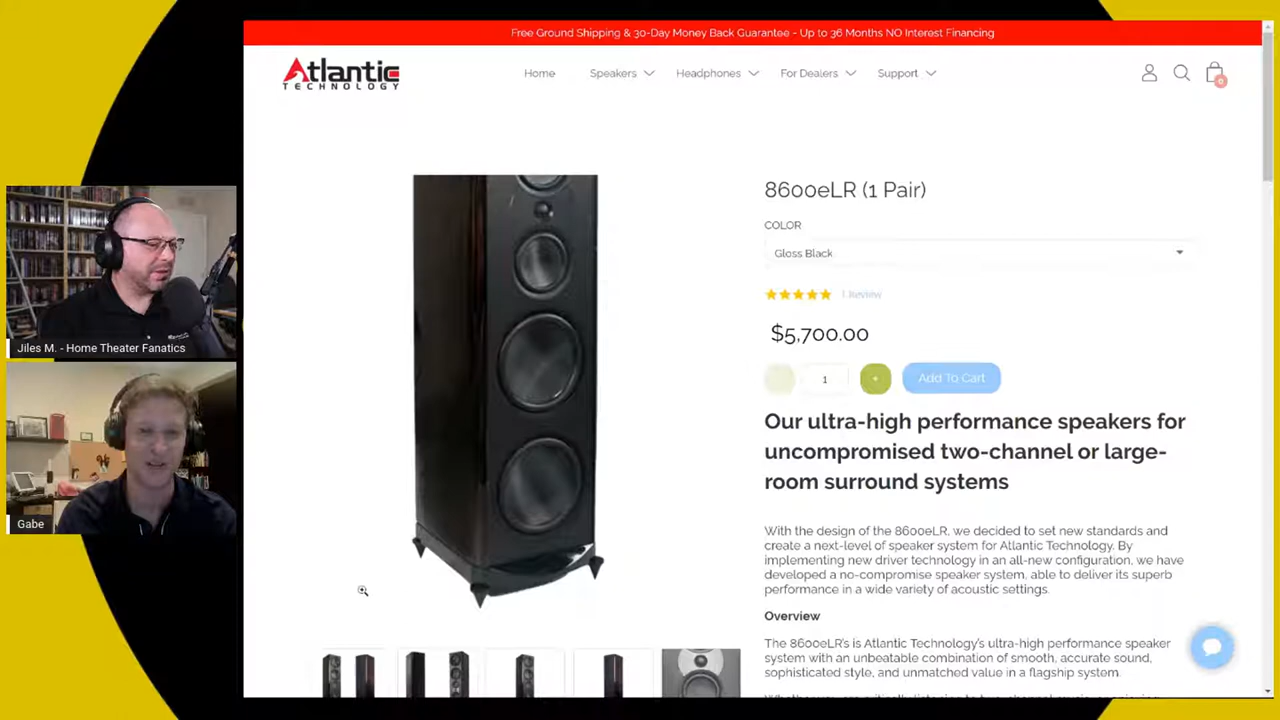 Free Ground Shipping & 30-Day Money Back Guarantee - Up to 36 Months NO Interest Financing
Atlantic
TECHNOLOGY
Home
Speakers
Headphones
For Dealers
Support
0
8600eLR (1 Pair)
COLOR
Gloss Black
1 Review
$5,700.00
1
+
Add To Cart
Our ultra-high performance speakers for
uncompromised two-channel or large-
room surround systems
With the design of the 8600eLR, we decided to set new standards and
create a next-level of speaker system for Atlantic Technology. By
implementing new driver technology in an all-new configuration, we have
developed a no-compromise speaker system, able to deliver its superb
performance in a wide variety of acoustic settings.
Overview
The 8600eLR's is Atlantic Technology's ultra-high performance speaker
system with an unbeatable combination of smooth, accurate sound,
sophisticated style, and unmatched value in a flagship system.
Jiles M. - Home Theater Fanatics
Gabe